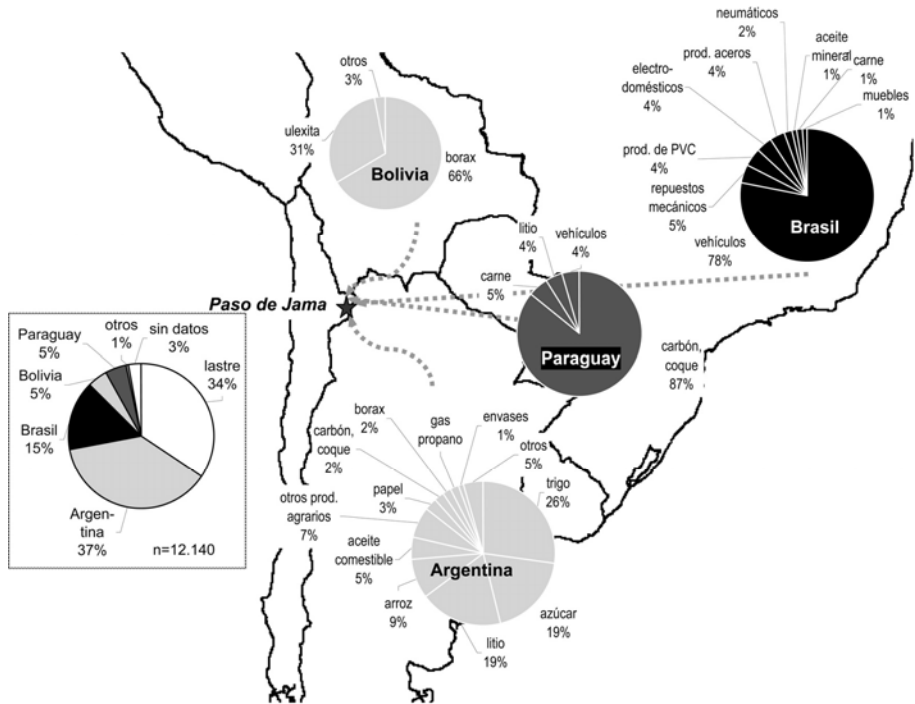 otros
3%
ulexita
31%
borax
66%
Bolivia
neumáticos
2%
prod. aceros
4%
aceite
mineral
1%
carne
1%
muebles
1%
electro-
domésticos
4%
prod. de PVC
4%
repuestos
mecánicos
5%
vehículos
78%
Brasil
Paso de Jama
litio
4%
vehículos
4%
carne
5%
Paraguay
carbón,
coque
87%
Paraguay
5%
otros
1%
sin datos
3%
lastre
34%
Bolivia
5%
Brasil
15%
Argen-
tina
37%
n=12.140
borax
2%
gas
propano
envases
1%
otros
5%
carbón,
coque
2%
trigo
26%
papel
3%
otros prod.
agrarios
7%
aceite
comestible
5%
Argentina
arroz
9%
litio
19%
azúcar
19%